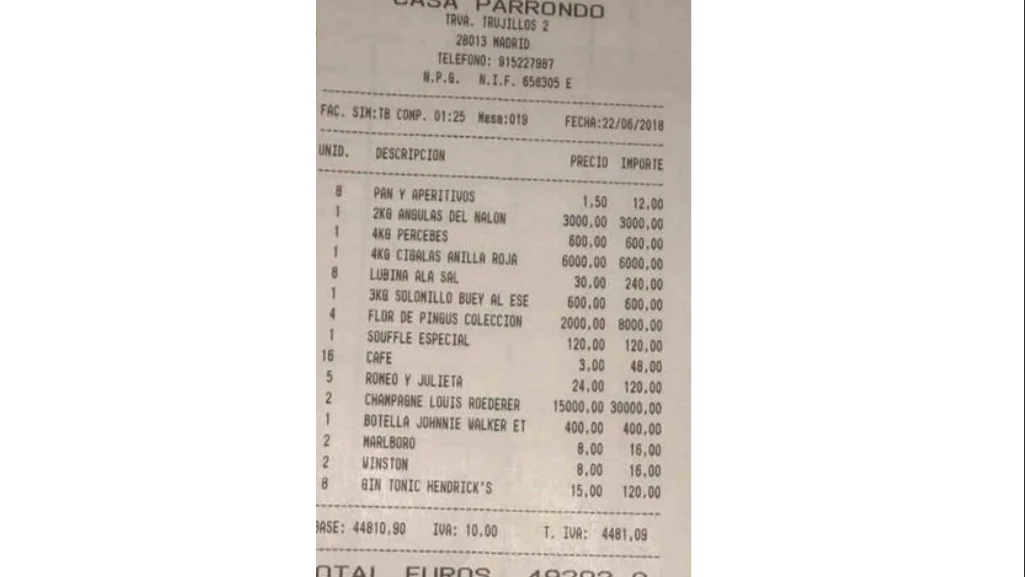 CASA PARRONDO
TRVA. TRUJILLOS 2
28013 MADRID
TELEFONO: 915227987
N.P.G. N.I.F. 656305 E
FAC. SIM:TB COMP. 01:25 Mesa:019 FECHA:22/06/2018
UNID. DESCRIPCION PRECIO IMPORTE
8 PAN Y APERITIVOS 1,50 12,00
1 2KG ANGULAS DEL NALON 3000,00 3000,00
1 4KG PERCEBES 600,00 600,00
1 4KG CIGALAS ANILLA ROJA 6000,00 6000,00
8 LUBINA ALA SAL 30,00 240,00
1 3KG SOLOMILLO BUEY AL ESE 600,00 600,00
4 FLOR DE PINGUS COLECCION 2000,00 8000,00
1 SOUFFLE ESPECIAL 120,00 120,00
16 CAFE 3,00 48,00
5 ROMEO Y JULIETA 24,00 120,00
2 CHAMPAGNE LOUIS ROEDERER 15000,00 30000,00
1 BOTELLA JOHNNIE WALKER ET 400,00 400,00
2 MARLBORO 8,00 16,00
2 WINSTON 8,00 16,00
8 GIN TONIC HENDRICK'S 15,00 120,00
BASE: 44810,90 IVA: 10,00 T. IVA: 4481,09
TOTAL EUROS